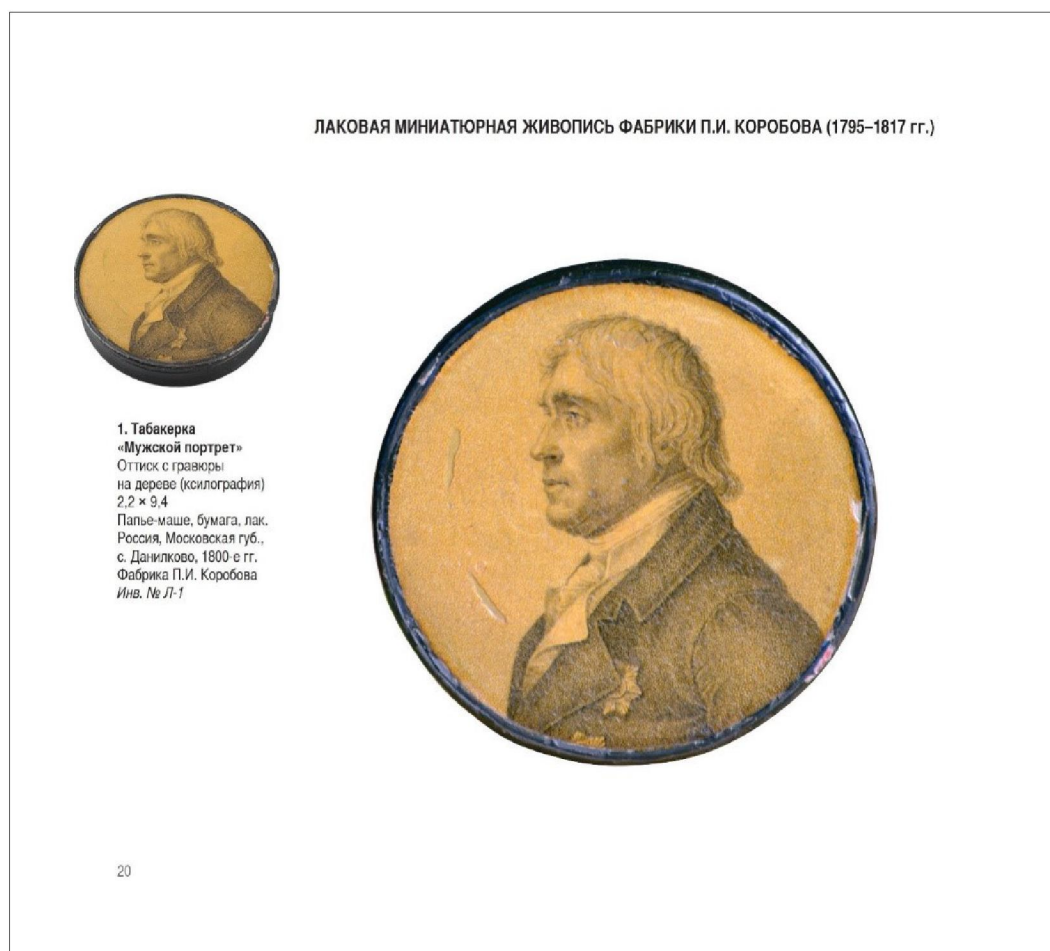 ЛАКОВАЯ МИНИАТЮРНАЯ ЖИВОПИСЬ ФАБРИКИ П.И. КОРОБОВА (1795–1817 гг.)
1. Табакерка
«Мужской портрет»
Оттиск с гравюры
на дереве (ксилография)
2,2 × 9,4
Папье-маше, бумага, лак.
Россия, Московская губ.,
с. Данилково, 1800-е гг.
Фабрика П.И. Коробова
Инв. № Л-1
20